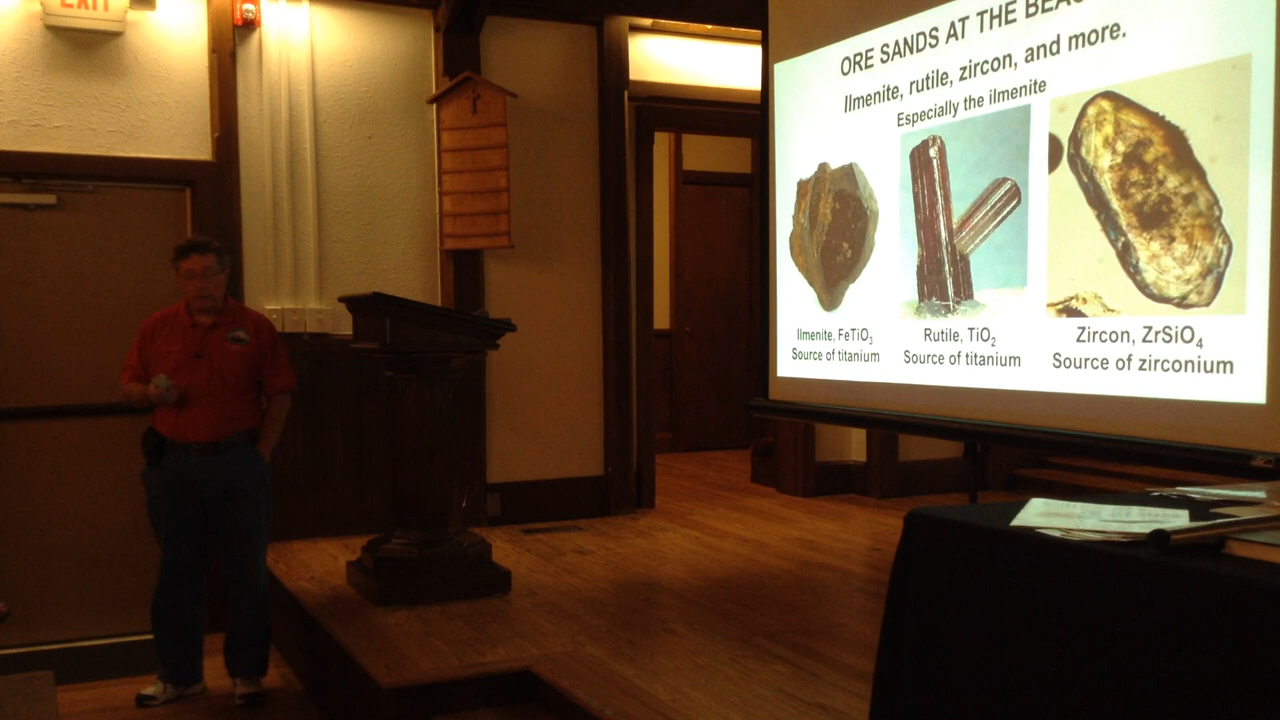 EXIT
ORE SANDS AT THE
Ilmenite, rutile, zircon, and more.
Especially the ilmenite
Ilmenite, FeTiO₃
Source of titanium
Rutile, TiO₂
Source of titanium
Zircon, ZrSiO₄
Source of zirconium